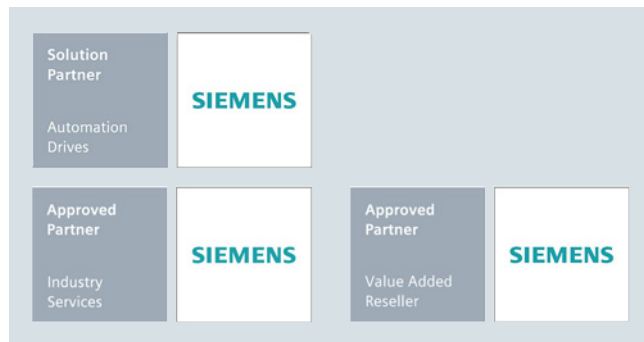 Solution
Partner
Automation
Drives
SIEMENS
Approved
Partner
Industry
Services
SIEMENS
Approved
Partner
Value Added
Reseller
SIEMENS